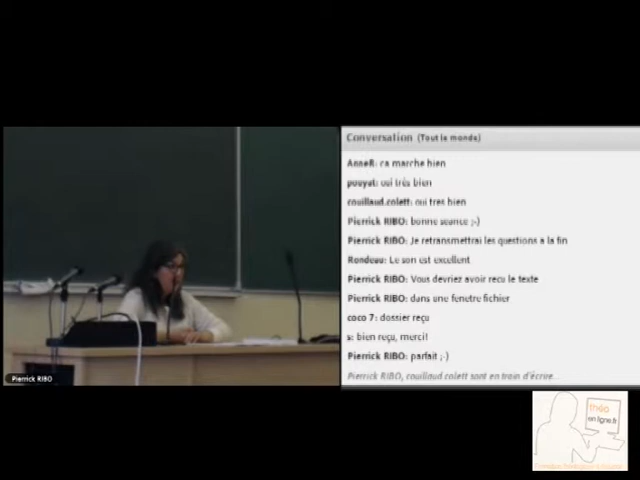 Conversation (Tout le monde)
AnneR: ca marche bien
pouyat: oui très bien
couillaud.colett: oui tres bien
Pierrick RIBO: bonne seance ;-)
Pierrick RIBO: Je retransmettrai les questions a la fin
Rondeau: Le son est excellent
Pierrick RIBO: Vous devriez avoir recu le texte
Pierrick RIBO: dans une fenetre fichier
coco 7: dossier reçu
s: bien reçu, merci!
Pierrick RIBO: parfait ;-)
Pierrick RIBO, couillaud colett sont en train d'écrire...
Pierrick RIBO
théo
en ligne.fr